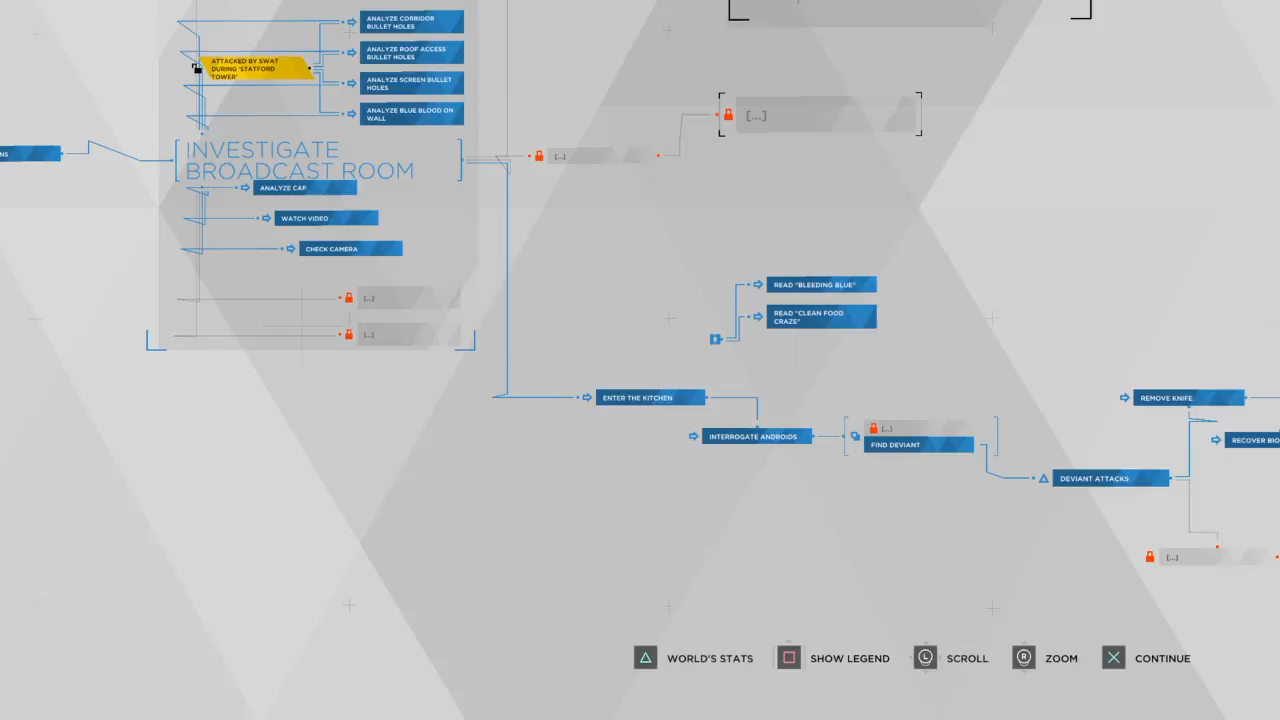 ANALYZE CORRIDOR
BULLET HOLES
ANALYZE ROOF ACCESS
BULLET HOLES
ATTACKED BY SWAT
DURING 'STATFORD
TOWER'
ANALYZE SCREEN BULLET
HOLES
ANALYZE BLUE BLOOD ON
WALL
[...]
NS
INVESTIGATE
BROADCAST ROOM
[...]
ANALYZE CAP
WATCH VIDEO
CHECK CAMERA
[...]
[...]
READ "BLEEDING BLUE"
READ "CLEAN FOOD
CRAZE"
ENTER THE KITCHEN
REMOVE KNIFE
[...]
INTERROGATE ANDROIDS
FIND DEVIANT
RECOVER BIO
DEVIANT ATTACKS
[...]
WORLD'S STATS
SHOW LEGEND
L
SCROLL
R
ZOOM
CONTINUE